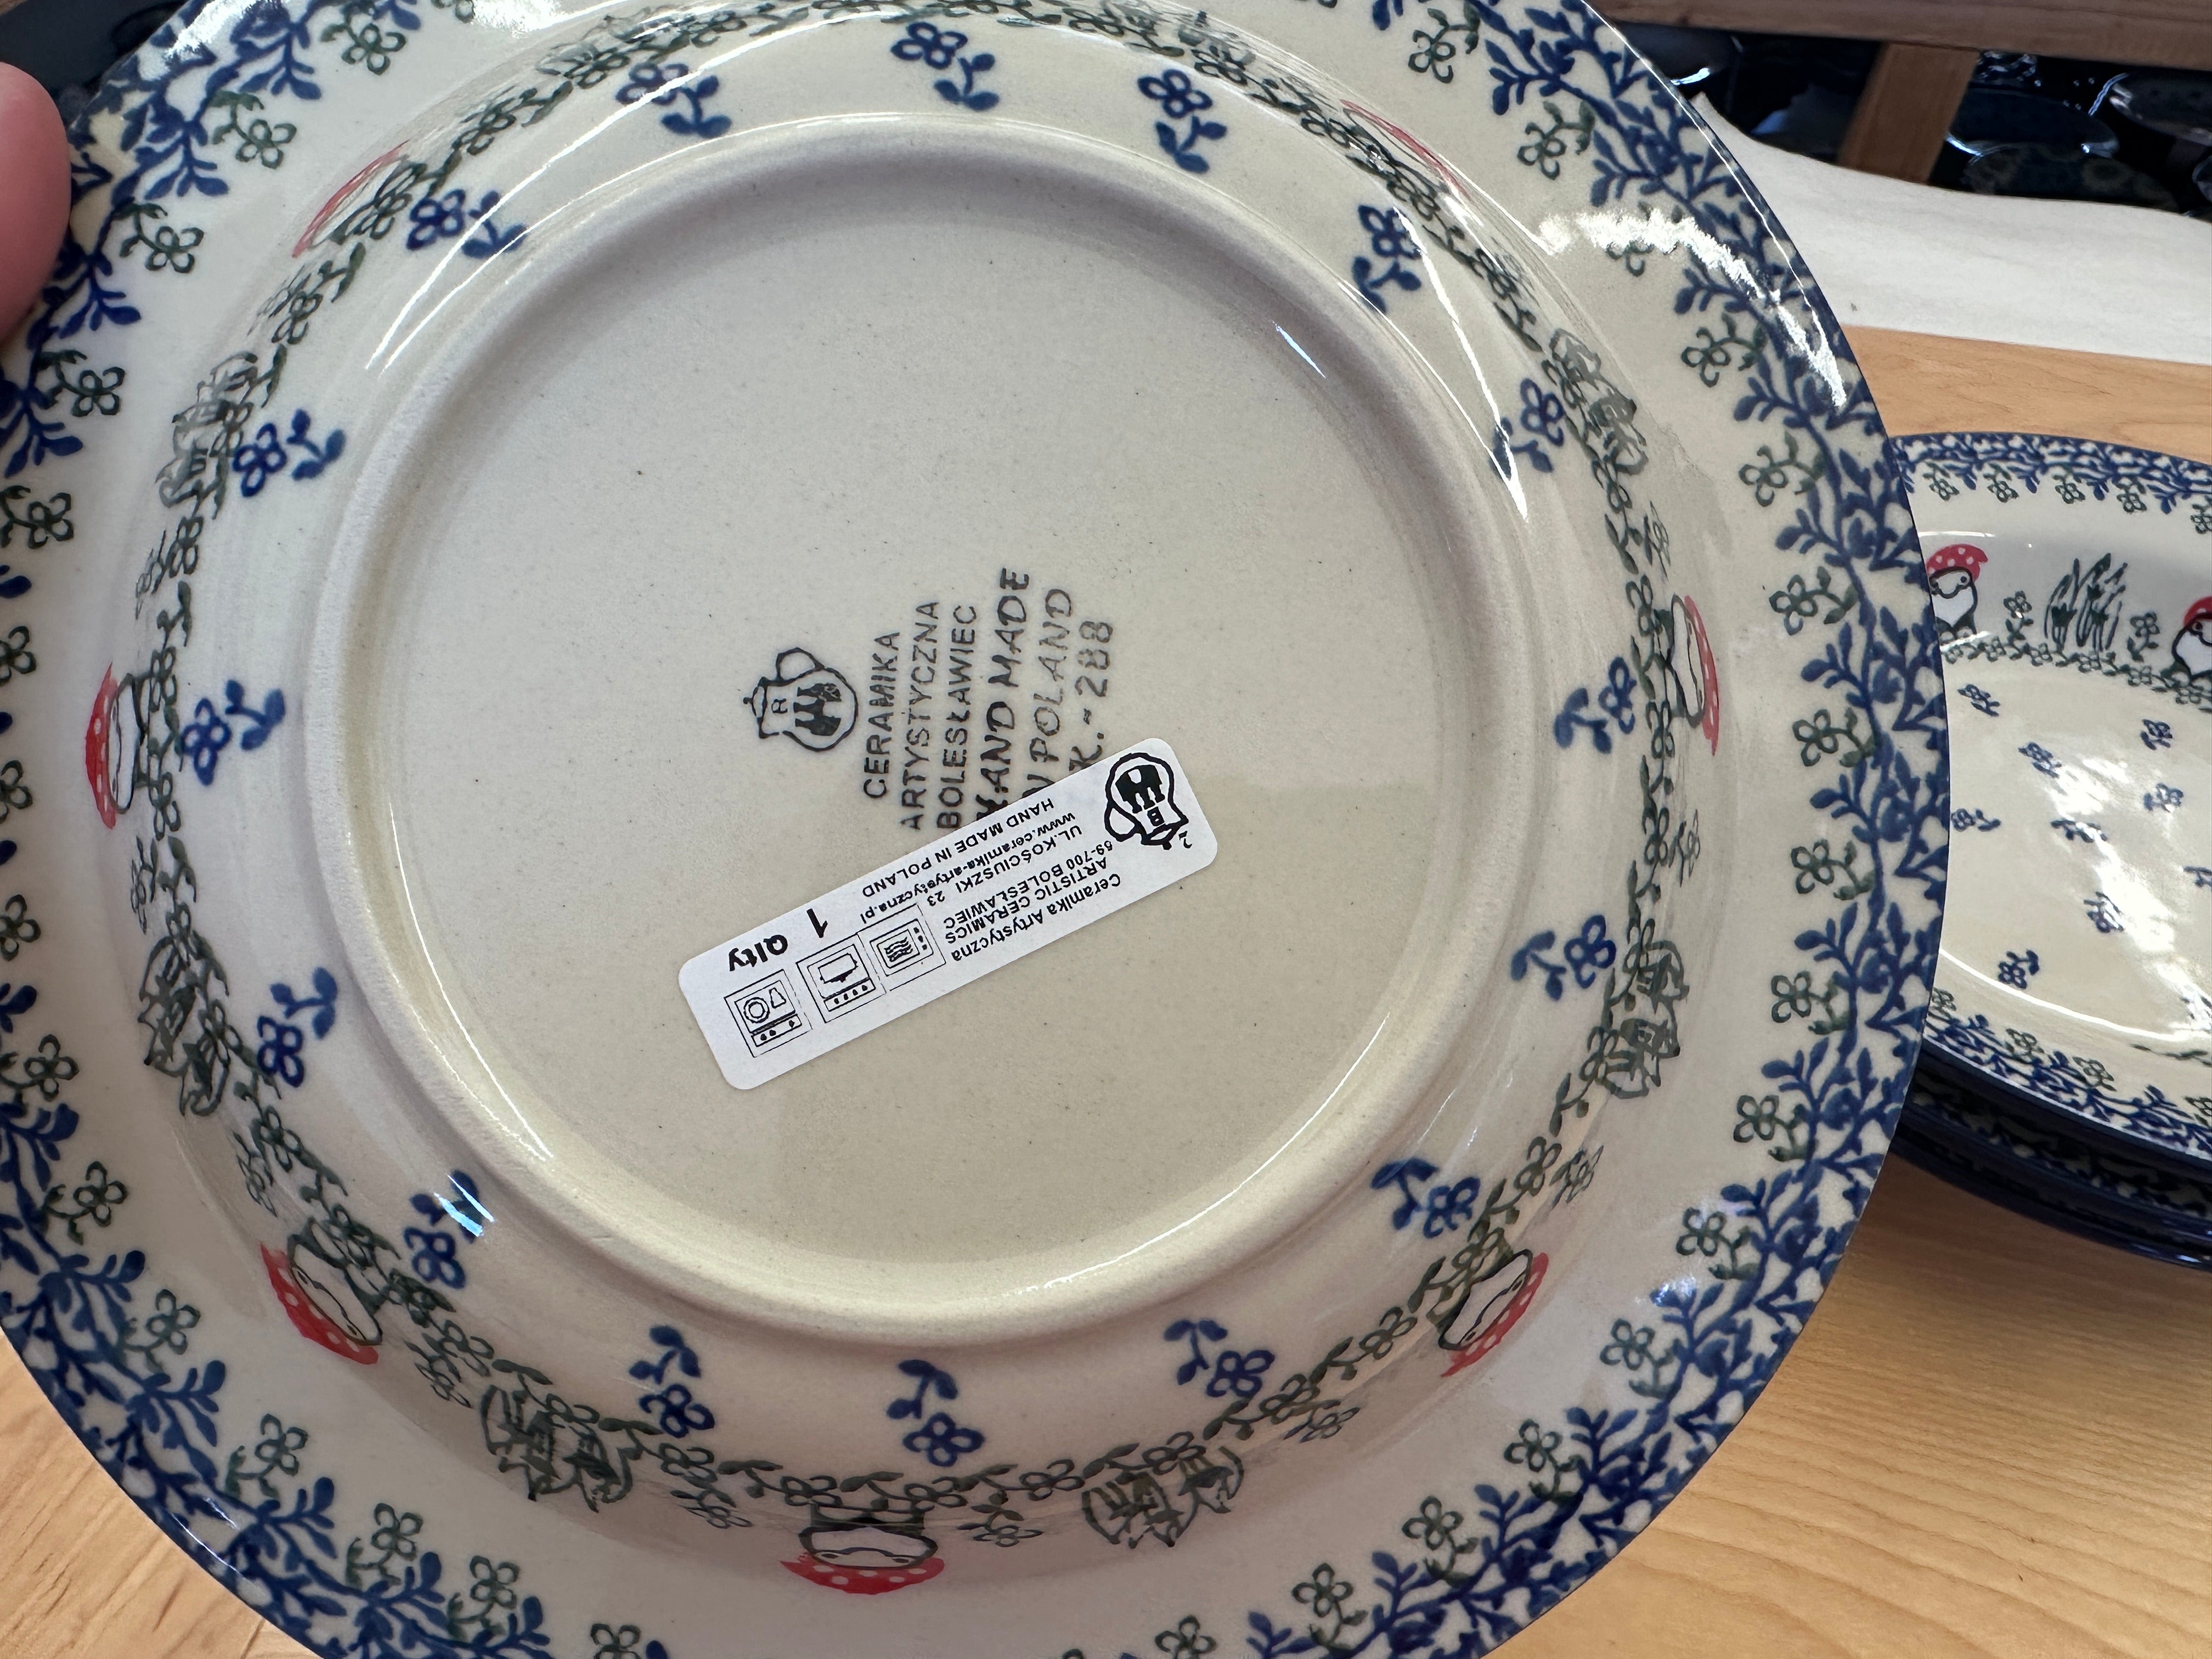 CERAMIKA
ARTYSTYCZNA
BOLESŁAWIEC
HAND MADE
IN POLAND
K.~288
Ceramika Artystyczna
ARTISTIC CERAMICS
59-700 BOLESŁAWIEC
UL.KOŚCIUSZKI 23
www.ceramika-artystyczna.pl
HAND MADE IN POLAND
B
1
Qlty